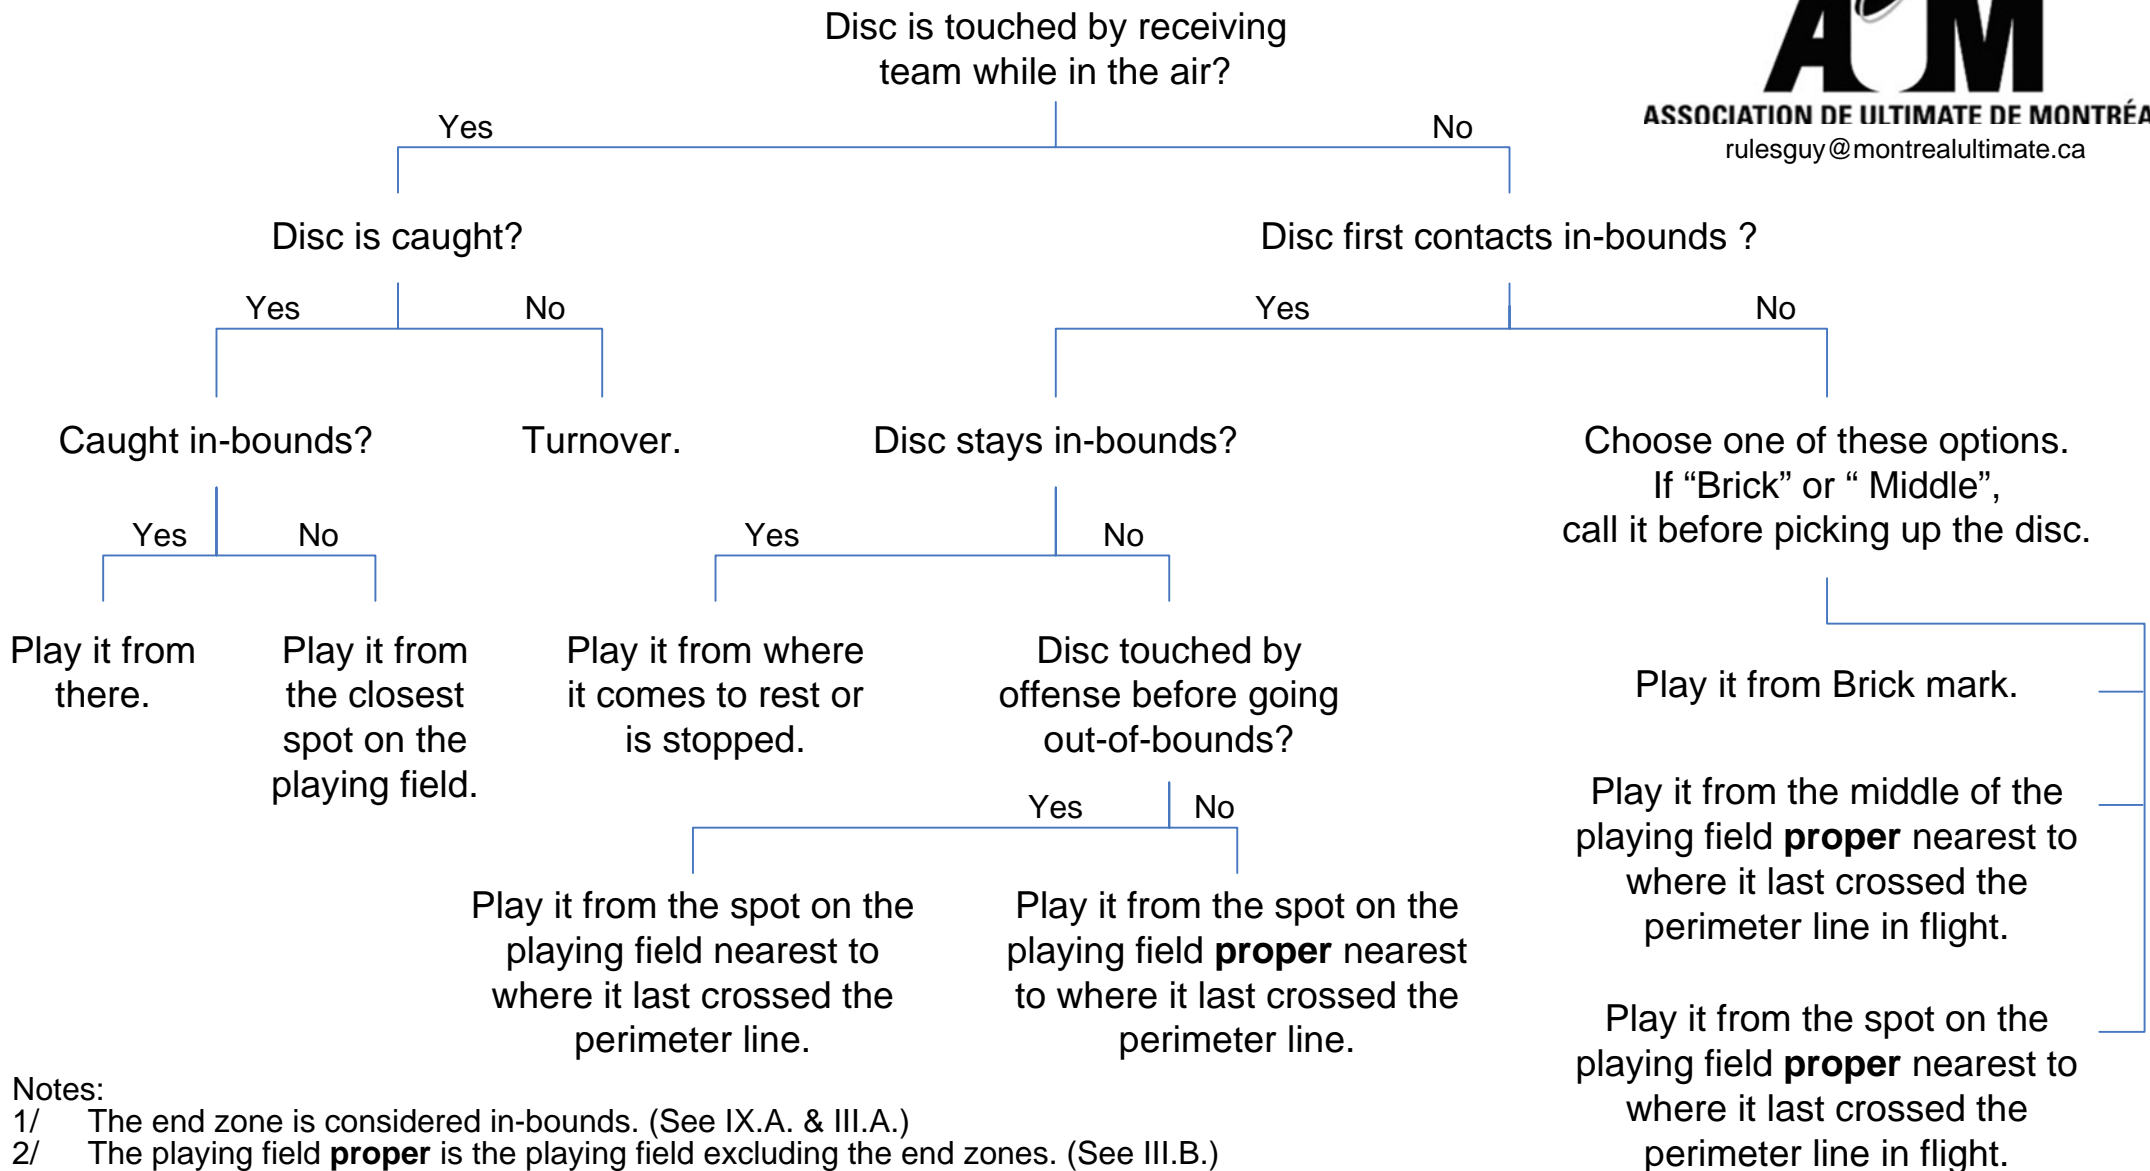 Disc is touched by receiving
team while in the air?
AUM
ASSOCIATION DE ULTIMATE DE MONTRÉA
rulesguy@montrealultimate.ca
Yes
No
Disc is caught?
Disc first contacts in-bounds ?
Yes
No
Yes
No
Caught in-bounds?
Turnover.
Disc stays in-bounds?
Choose one of these options.
If “Brick” or “ Middle”,
call it before picking up the disc.
Yes
No
Yes
No
Play it from
there.
Play it from
the closest
spot on the
playing field.
Play it from where
it comes to rest or
is stopped.
Disc touched by
offense before going
out-of-bounds?
Play it from Brick mark.
Yes
No
Play it from the middle of the
playing field proper nearest to
where it last crossed the
perimeter line in flight.
Play it from the spot on the
playing field nearest to
where it last crossed the
perimeter line.
Play it from the spot on the
playing field proper nearest
to where it last crossed the
perimeter line.
Play it from the spot on the
playing field proper nearest to
where it last crossed the
perimeter line in flight.
Notes:
1/ The end zone is considered in-bounds. (See IX.A. & III.A.)
2/ The playing field proper is the playing field excluding the end zones. (See III.B.)